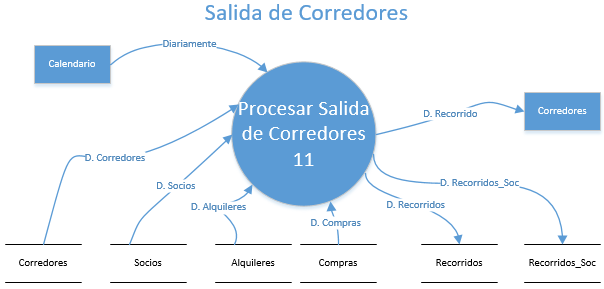 Salida de Corredores
Diariamente
Calendario
Procesar Salida
de Corredores
11
D. Recorrido
Corredores
D. Corredores
D. Socios
D. Recorridos_Soc
D. Alquileres
D. Recorridos
D. Compras
Corredores
Socios
Alquileres
Compras
Recorridos
Recorridos_Soc